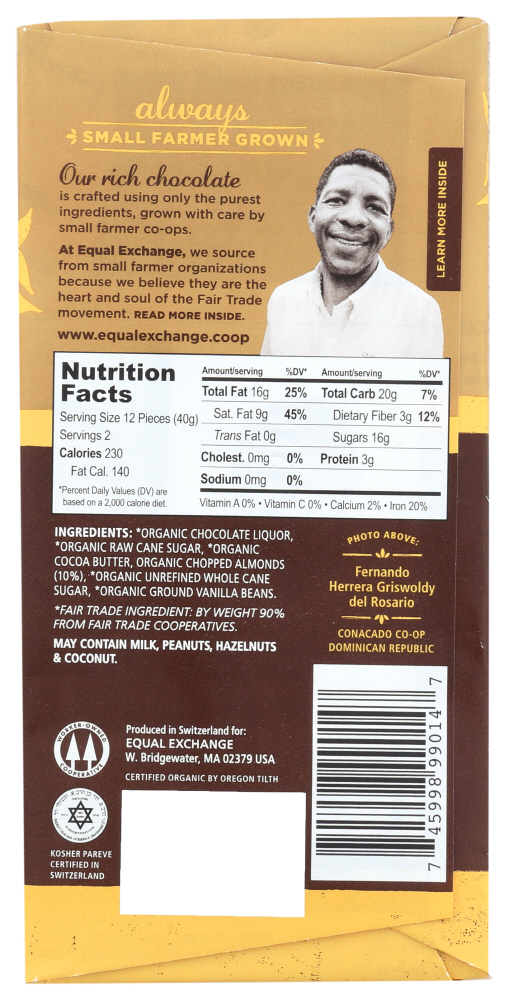 always
SMALL FARMER GROWN
Our rich chocolate
is crafted using only the purest
ingredients, grown with care by
small farmer co-ops.
At Equal Exchange, we source
from small farmer organizations
because we believe they are the
heart and soul of the Fair Trade
movement. READ MORE INSIDE.
www.equalexchange.coop
LEARN MORE INSIDE
Nutrition
Facts
Serving Size 12 Pieces (40g)
Servings 2
Calories 230
Fat Cal. 140
*Percent Daily Values (DV) are
based on a 2,000 calorie diet.
Amount/serving %DV* Amount/serving %DV*
Total Fat 16g 25% Total Carb 20g 7%
Sat. Fat 9g 45% Dietary Fiber 3g 12%
Trans Fat 0g Sugars 16g
Cholest. 0mg 0% Protein 3g
Sodium 0mg 0%
Vitamin A 0% • Vitamin C 0% • Calcium 2% • Iron 20%
INGREDIENTS: *ORGANIC CHOCOLATE LIQUOR,
*ORGANIC RAW CANE SUGAR, *ORGANIC
COCOA BUTTER, ORGANIC CHOPPED ALMONDS
(10%), *ORGANIC UNREFINED WHOLE CANE
SUGAR, *ORGANIC GROUND VANILLA BEANS.
*FAIR TRADE INGREDIENT: BY WEIGHT 90%
FROM FAIR TRADE COOPERATIVES.
MAY CONTAIN MILK, PEANUTS, HAZELNUTS
& COCONUT.
PHOTO ABOVE:
Fernando
Herrera Griswoldy
del Rosario
CONACADO CO-OP
DOMINICAN REPUBLIC
WORKER-OWNED
COOPERATIVE
Produced in Switzerland for:
EQUAL EXCHANGE
W. Bridgewater, MA 02379 USA
CERTIFIED ORGANIC BY OREGON TILTH
KOSHER PAREVE
CERTIFIED IN
SWITZERLAND
7 45998 99014 7